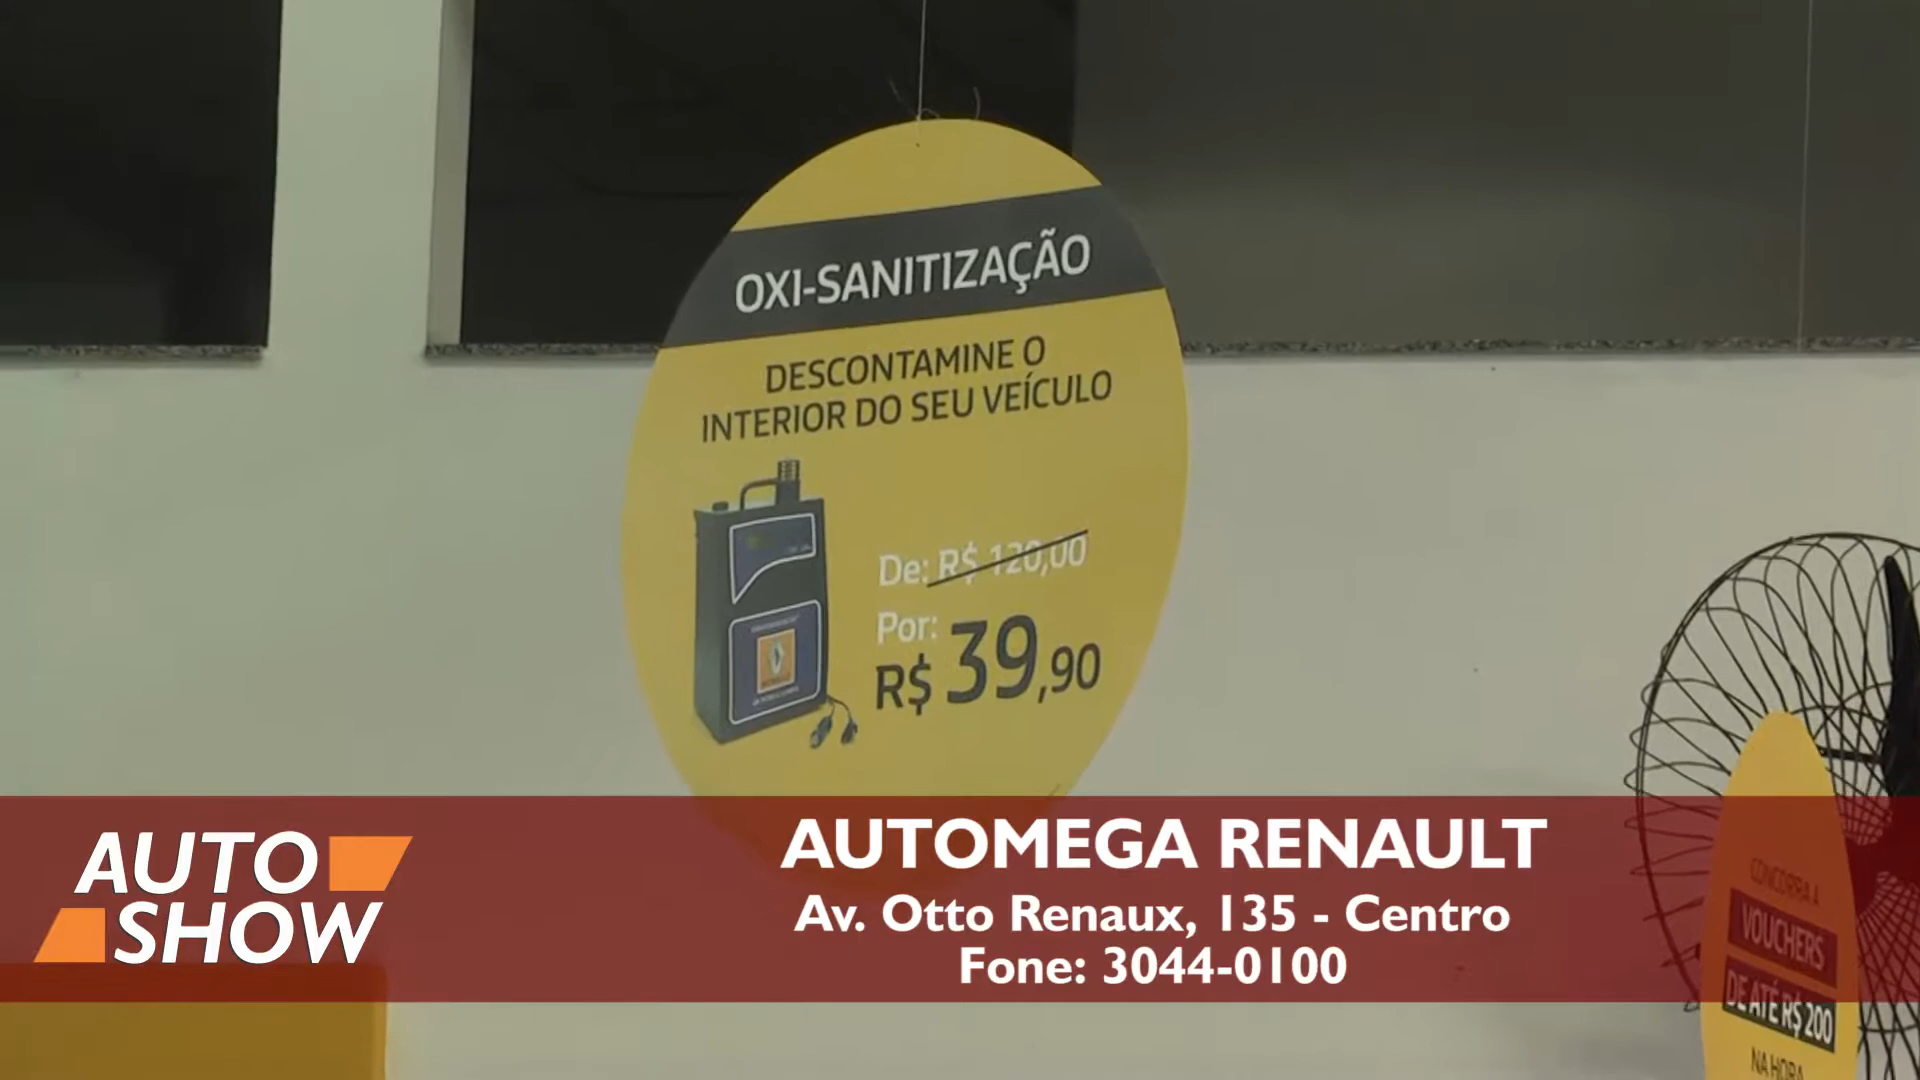 OXI-SANITIZAÇÃO
DESCONTAMINE O
INTERIOR DO SEU VEÍCULO
De: R$ 120,00
Por:
R$ 39,90
AUTO
SHOW
AUTOMEGA RENAULT
Av. Otto Renaux, 135 - Centro
Fone: 3044-0100
CONCORRA A
VOUCHERS
DE ATÉ R$ 200
NA HORA